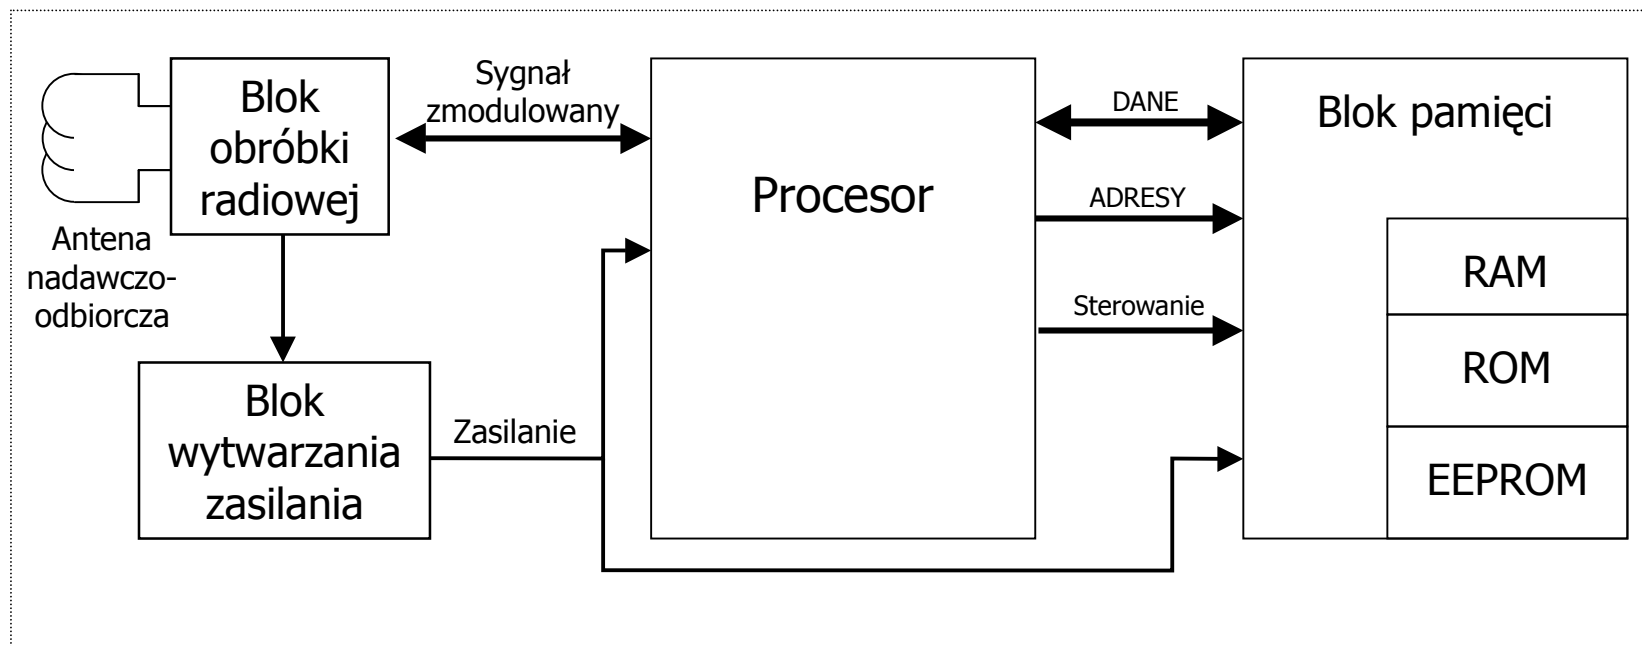 Blok
obróbki
radiowej
Antena
nadawczo-
odbiorcza
Sygnał
zmodulowany
Blok
wytwarzania
zasilania
Zasilanie
Procesor
DANE
ADRESY
Sterowanie
Blok pamięci
RAM
ROM
EEPROM